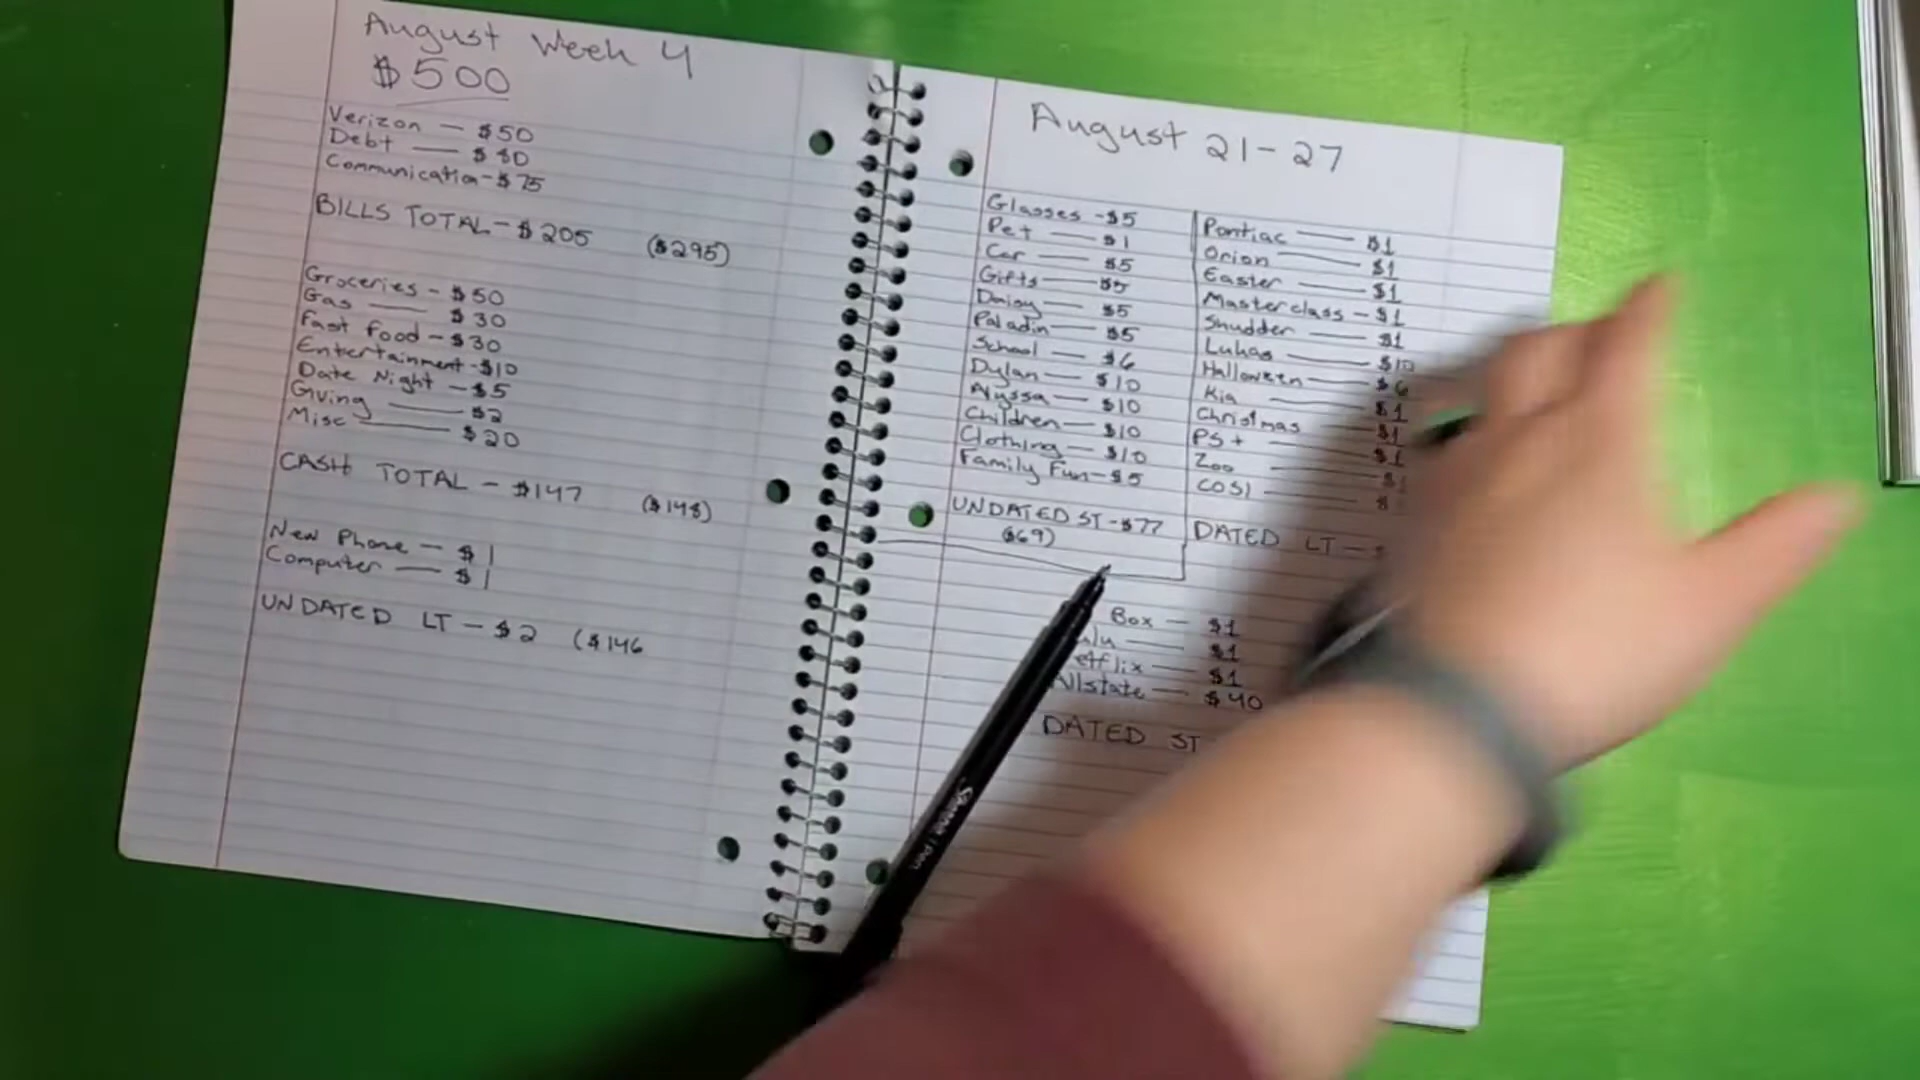 August Week 4
$500
Verizon — $50
Debt — $80
Communication - $75
BILLS TOTAL - $205 ($295)
Groceries - $50
Gas — $30
Fast Food - $30
Entertainment - $10
Date Night - $5
Giving — $2
Misc — $20
CASH TOTAL - $147 ($148)
New Phone — $1
Computer — $1
UNDATED LT - $2 ($146
August 21-27
Glasses - $5
Pet — $1
Car — $5
Gifts — $5
Daisy — $5
Paladin — $5
School — $6
Dylan — $10
Alyssa — $10
Children — $10
Clothing — $10
Family Fun - $5
UNDATED ST - $77
($69)
Pontiac — $1
Orion — $1
Easter — $1
Masterclass - $1
Shudder — $1
Lukas — $10
Halloween — $6
Kia — $1
Christmas — $1
PS+ — $1
Zoo — $1
COSI — $
DATED LT - $
Box — $1
ulu — $1
etflix — $1
Allstate — $40
DATED ST
Sharpie pen